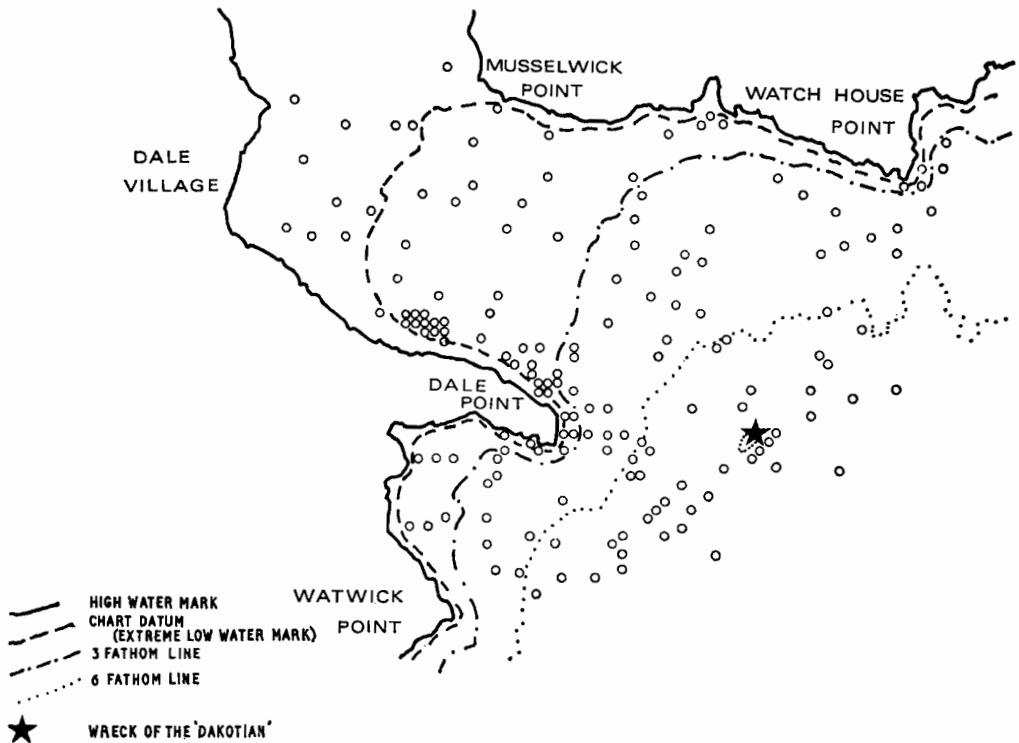 MUSSELWICK
POINT
WATCH HOUSE
POINT
DALE
VILLAGE
DALE
POINT
WATWICK
POINT
HIGH WATER MARK
CHART DATUM
(EXTREME LOW WATER MARK)
3 FATHOM LINE
6 FATHOM LINE
WRECK OF THE 'DAKOTIAN'